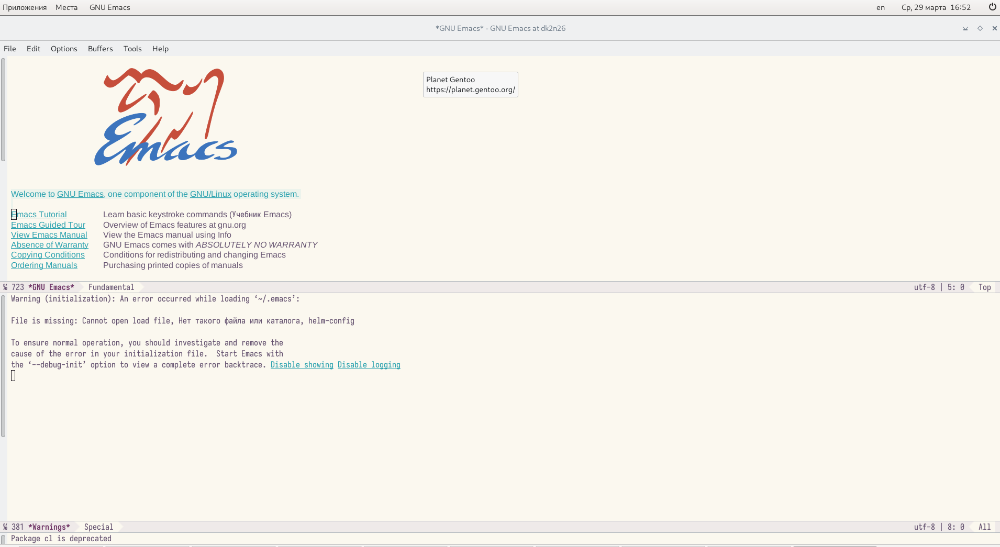 Приложения Места GNU Emacs en Ср, 29 марта 16:52
*GNU Emacs* - GNU Emacs at dk2n26
File Edit Options Buffers Tools Help
Planet Gentoo
https://planet.gentoo.org/
Emacs
Welcome to GNU Emacs, one component of the GNU/Linux operating system.
Emacs Tutorial Learn basic keystroke commands (Учебник Emacs)
Emacs Guided Tour Overview of Emacs features at gnu.org
View Emacs Manual View the Emacs manual using Info
Absence of Warranty GNU Emacs comes with ABSOLUTELY NO WARRANTY
Copying Conditions Conditions for redistributing and changing Emacs
Ordering Manuals Purchasing printed copies of manuals
% 723 *GNU Emacs* Fundamental utf-8 | 5: 0 Top
Warning (initialization): An error occurred while loading ‘~/.emacs’:
File is missing: Cannot open load file, Нет такого файла или каталога, helm-config
To ensure normal operation, you should investigate and remove the
cause of the error in your initialization file.  Start Emacs with
the ‘--debug-init’ option to view a complete error backtrace. Disable showing Disable logging
% 381 *Warnings* Special utf-8 | 8: 0 All
Package cl is deprecated